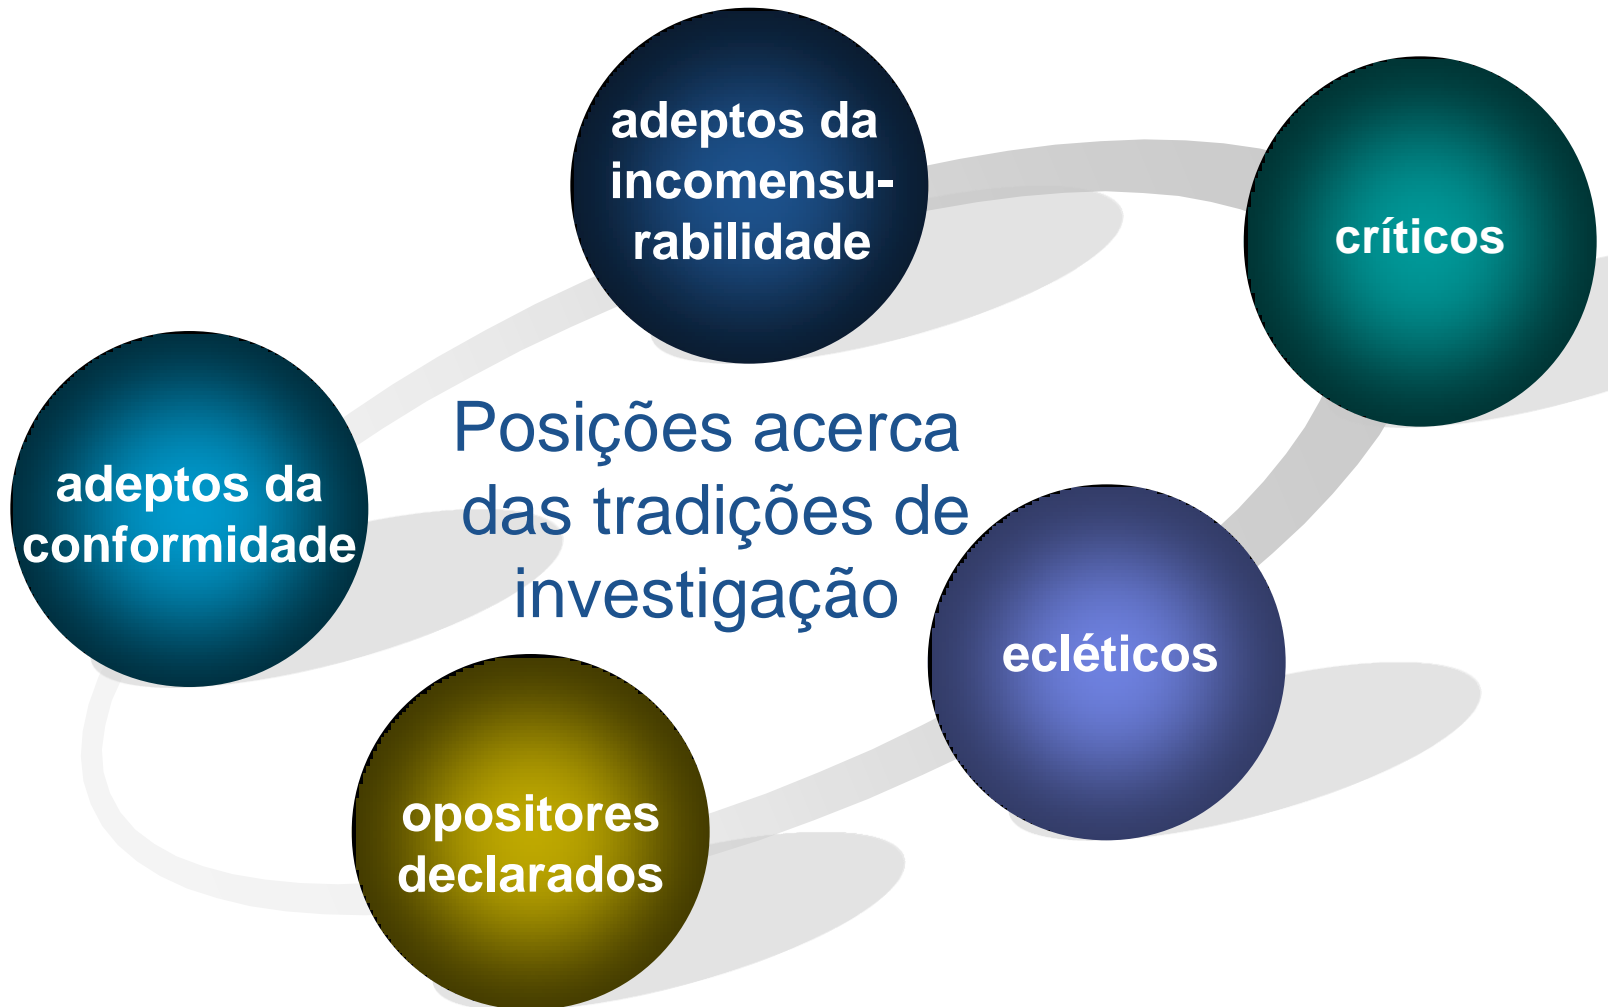 adeptos da
incomensu-
rabilidade
críticos
Posições acerca
das tradições de
investigação
adeptos da
conformidade
ecléticos
opositores
declarados